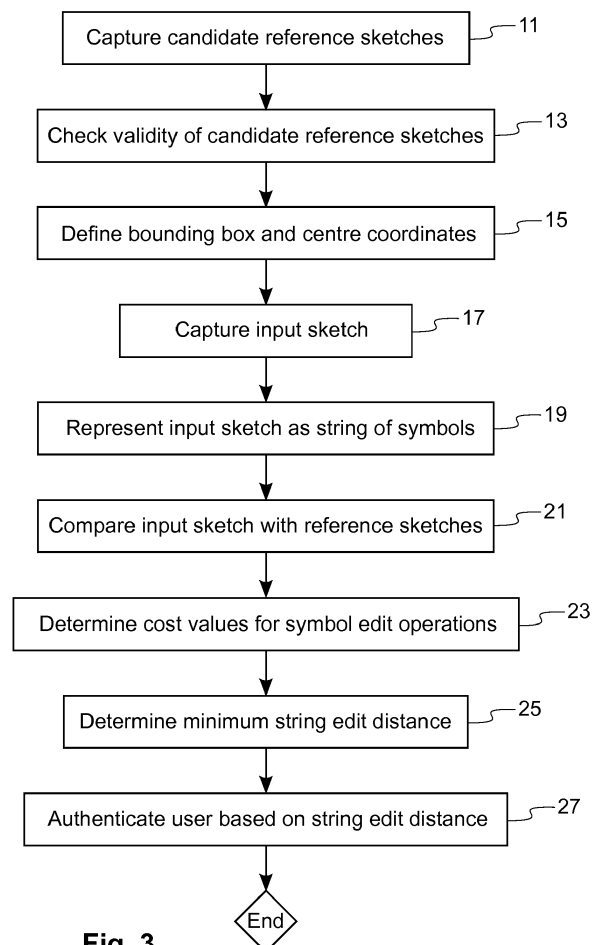 Capture candidate reference sketches
11
Check validity of candidate reference sketches
13
Define bounding box and centre coordinates
15
Capture input sketch
17
Represent input sketch as string of symbols
19
Compare input sketch with reference sketches
21
Determine cost values for symbol edit operations
23
Determine minimum string edit distance
25
Authenticate user based on string edit distance
27
End
Fig. 3